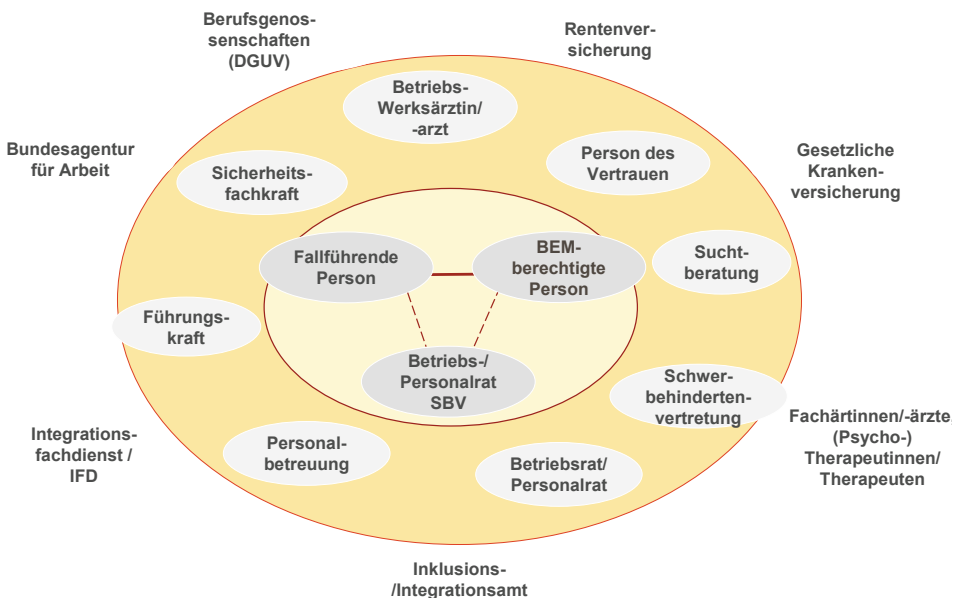 Berufsgenos-
senschaften
(DGUV)
Rentenver-
sicherung
Betriebs-
Werksärztin/
-arzt
Bundesagentur
für Arbeit
Sicherheits-
fachkraft
Person des
Vertrauen
Gesetzliche
Kranken-
versicherung
Fallführende
Person
BEM-
berechtigte
Person
Sucht-
beratung
Führungs-
kraft
Betriebs-/
Personalrat
SBV
Schwer-
behinderten-
vertretung
Integrations-
fachdienst /
IFD
Personal-
betreuung
Betriebsrat/
Personalrat
Fachärtinnen/-ärzte,
(Psycho-)
Therapeutinnen/
Therapeuten
Inklusions-
/Integrationsamt